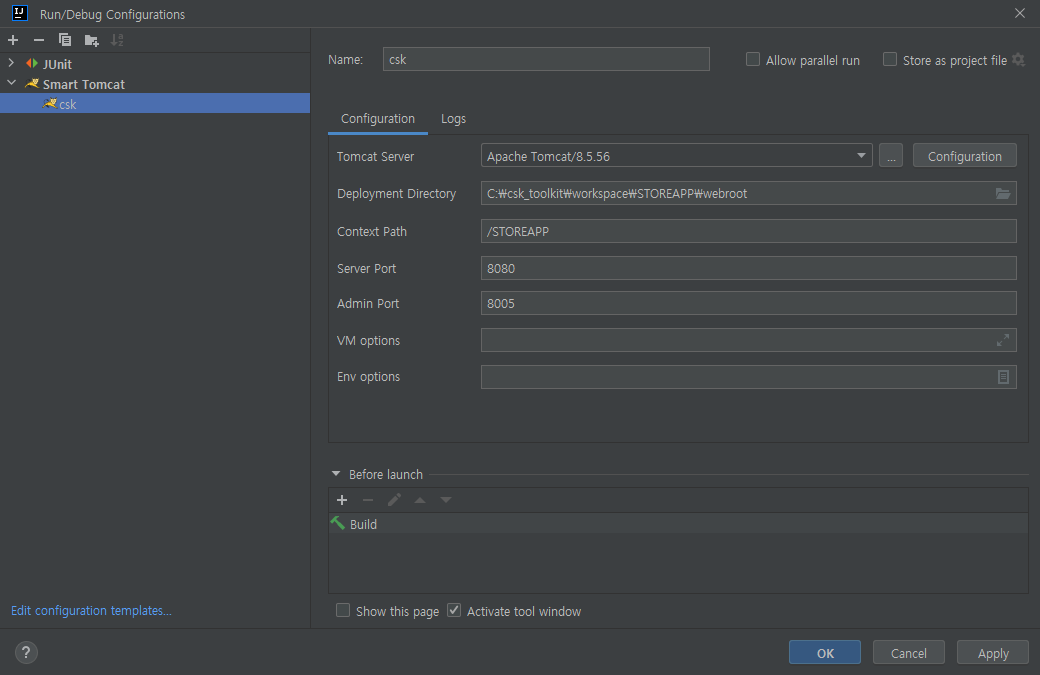 IJ Run/Debug Configurations
JUnit
Smart Tomcat
csk
Edit configuration templates...
Name: csk
Allow parallel run
Store as project file
Configuration Logs
Tomcat Server Apache Tomcat/8.5.56 ... Configuration
Deployment Directory C:₩csk_toolkit₩workspace₩STOREAPP₩webroot
Context Path /STOREAPP
Server Port 8080
Admin Port 8005
VM options
Env options
Before launch
Build
Show this page Activate tool window
? OK Cancel Apply